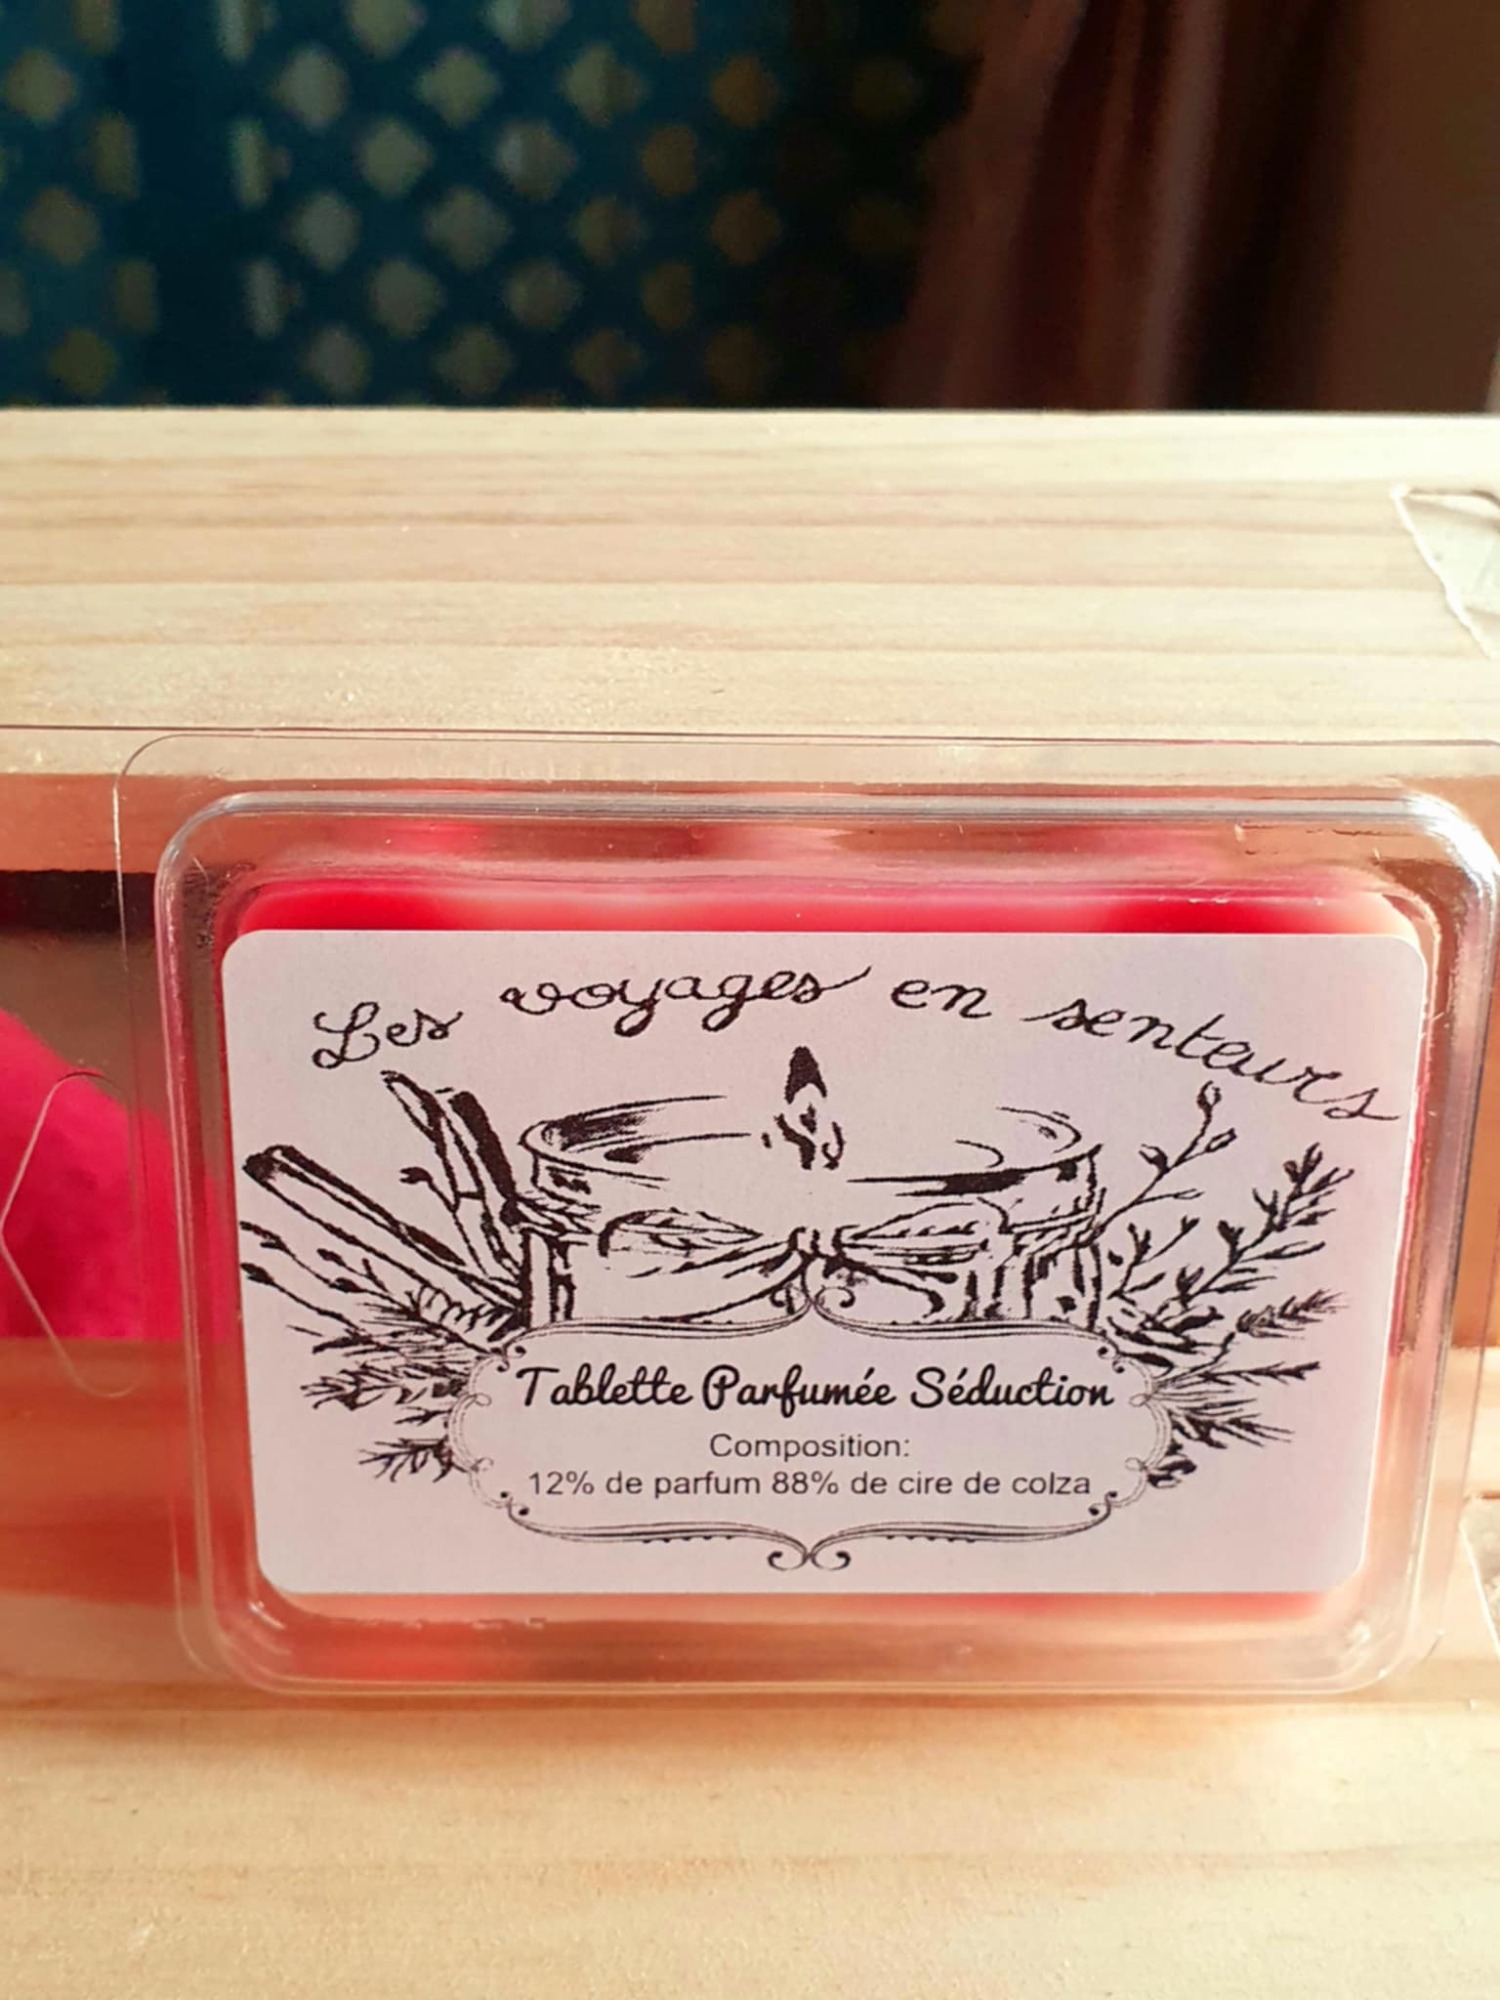 Les voyages en senteurs
Tablette Parfumée Séduction
Composition:
12% de parfum 88% de cire de colza